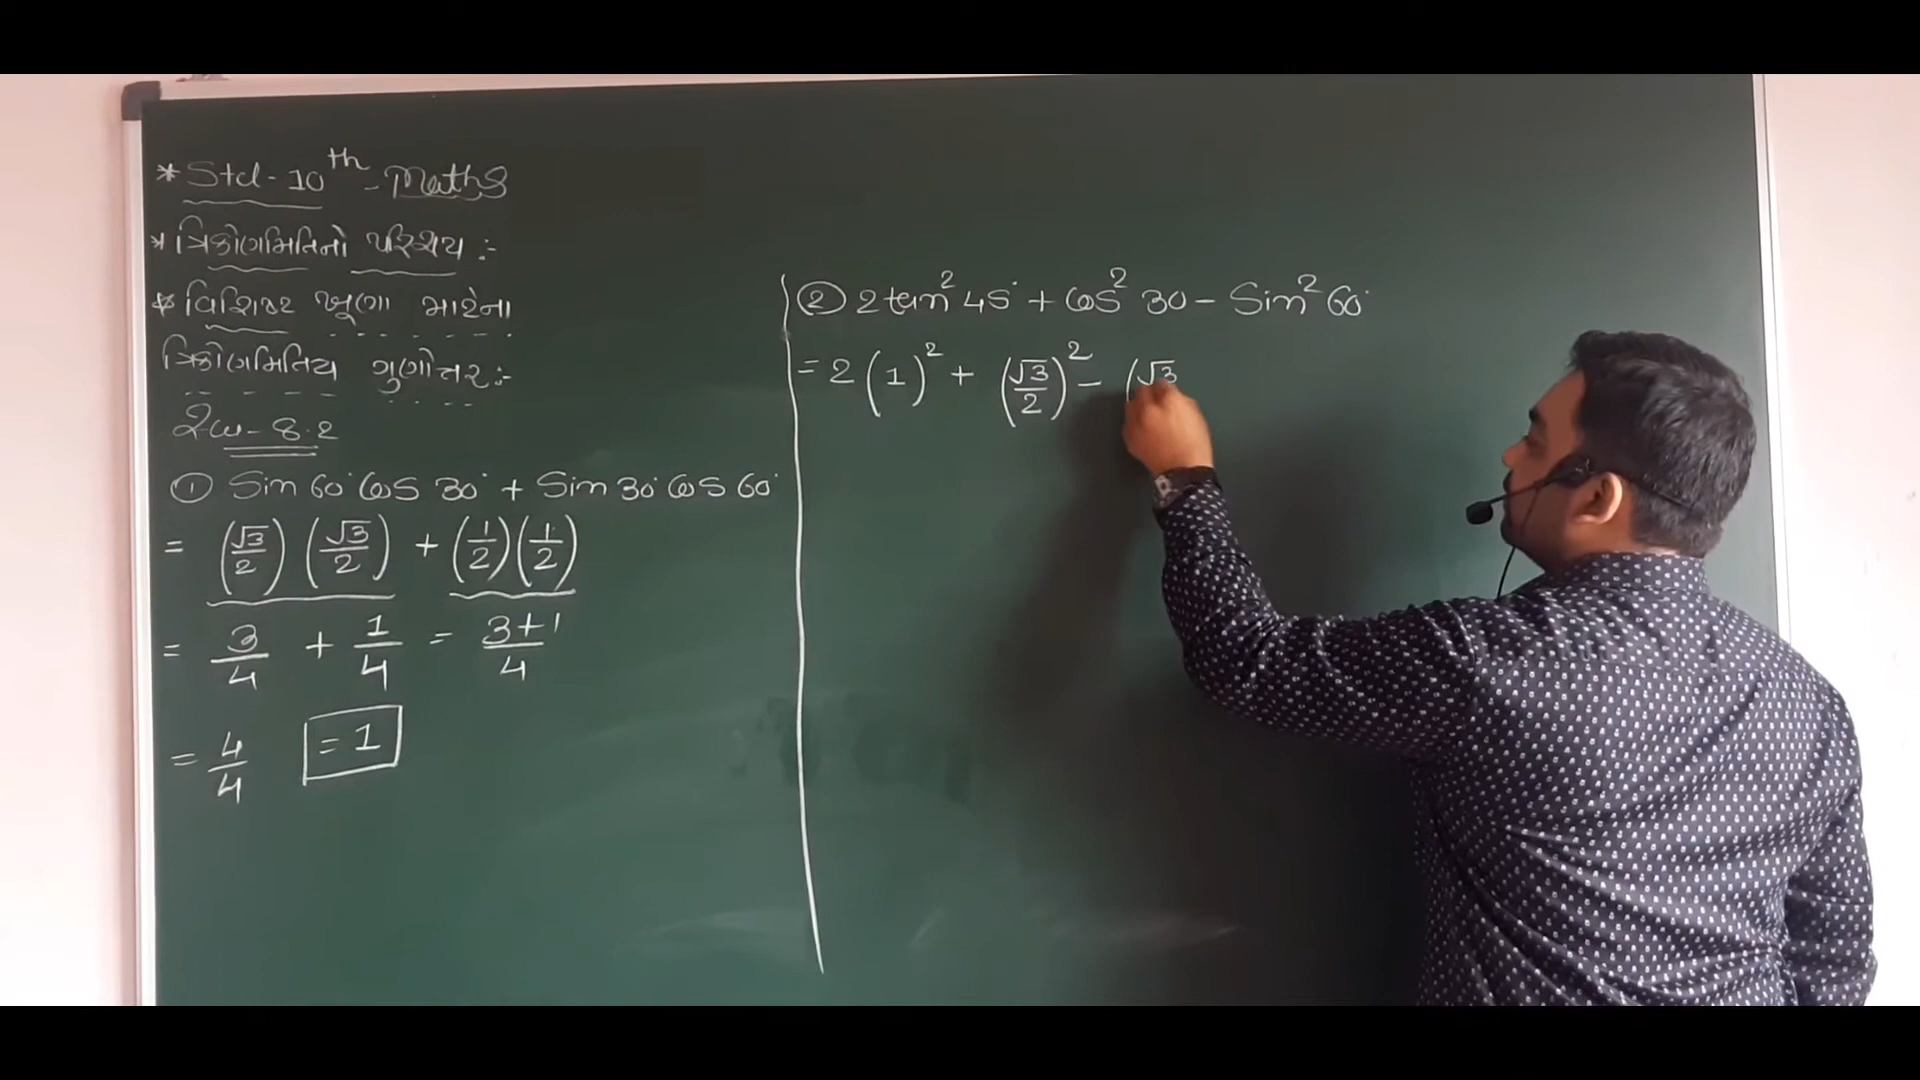 * Std-10th - Maths
* ત્રિકોણમિતિનો પરિચય :-
* વિશિષ્ટ ખૂણા માટેના
ત્રિકોણમિતિય ગુણોત્તર :-
સ્વા - 8.2
① Sin 60° Cos 30° + Sin 30° Cos 60°
= (√3/2) (√3/2) + (1/2)(1/2)
= 3/4 + 1/4 = 3+1/4
= 4/4 = 1
② 2 tan² 45° + Cos² 30 - Sin² 60°
= 2 (1)² + (√3/2)² - (√3